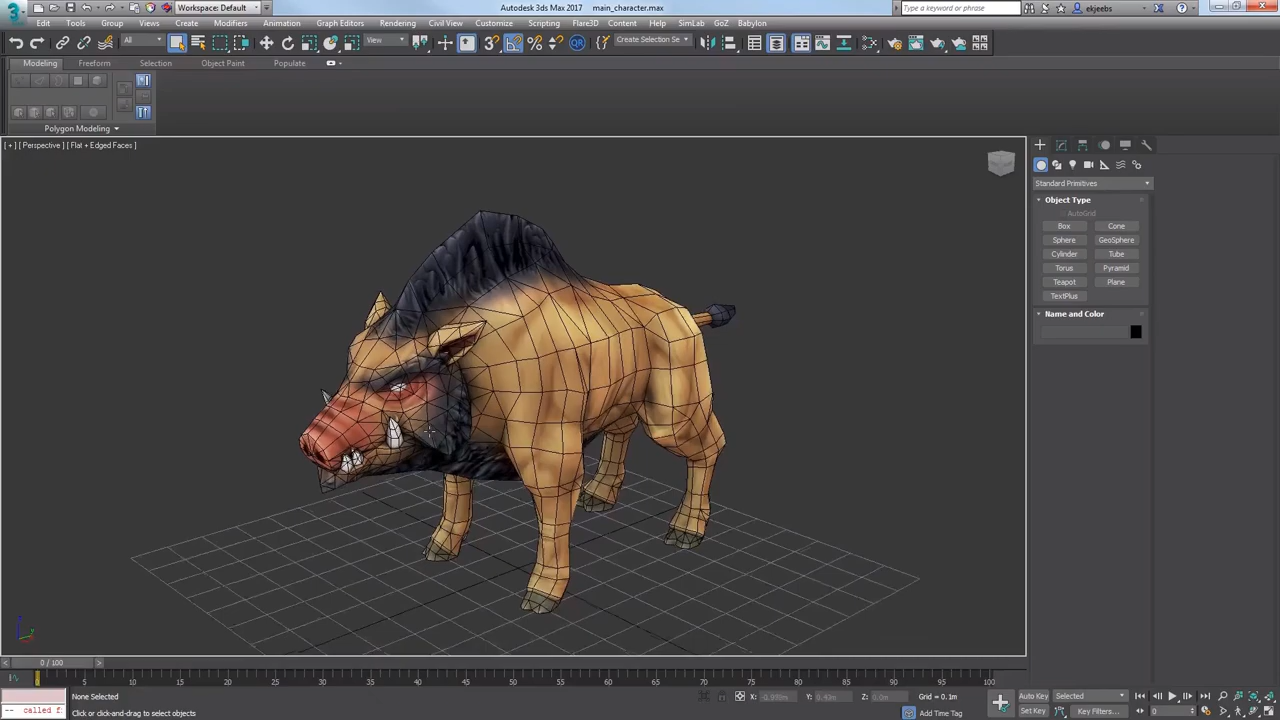 Workspace: Default
Autodesk 3ds Max 2017 main_character.max
Type a keyword or phrase
ekjeebs
Edit Tools Group Views Create Modifiers Animation Graph Editors Rendering Civil View Customize Scripting Flare3D Content SimLab GoZ Babylon
All
View
Create Selection Se
Modeling Freeform Selection Object Paint Populate
Polygon Modeling
[ + ] [ Perspective ] [ Flat + Edged Faces ]
Standard Primitives
Object Type
AutoGrid
Box Cone
Sphere GeoSphere
Cylinder Tube
Torus Pyramid
Teapot Plane
TextPlus
Name and Color
0 / 100
0 5 10 15 20 25 30 35 40 45 50 55 60 65 70 75 80 85 90 95 100
None Selected
X: Y: Z: 0.0m Grid = 0.1m
Auto Key Selected
-- called f:
Click or click-and-drag to select objects
Add Time Tag
Set Key Key Filters... 0